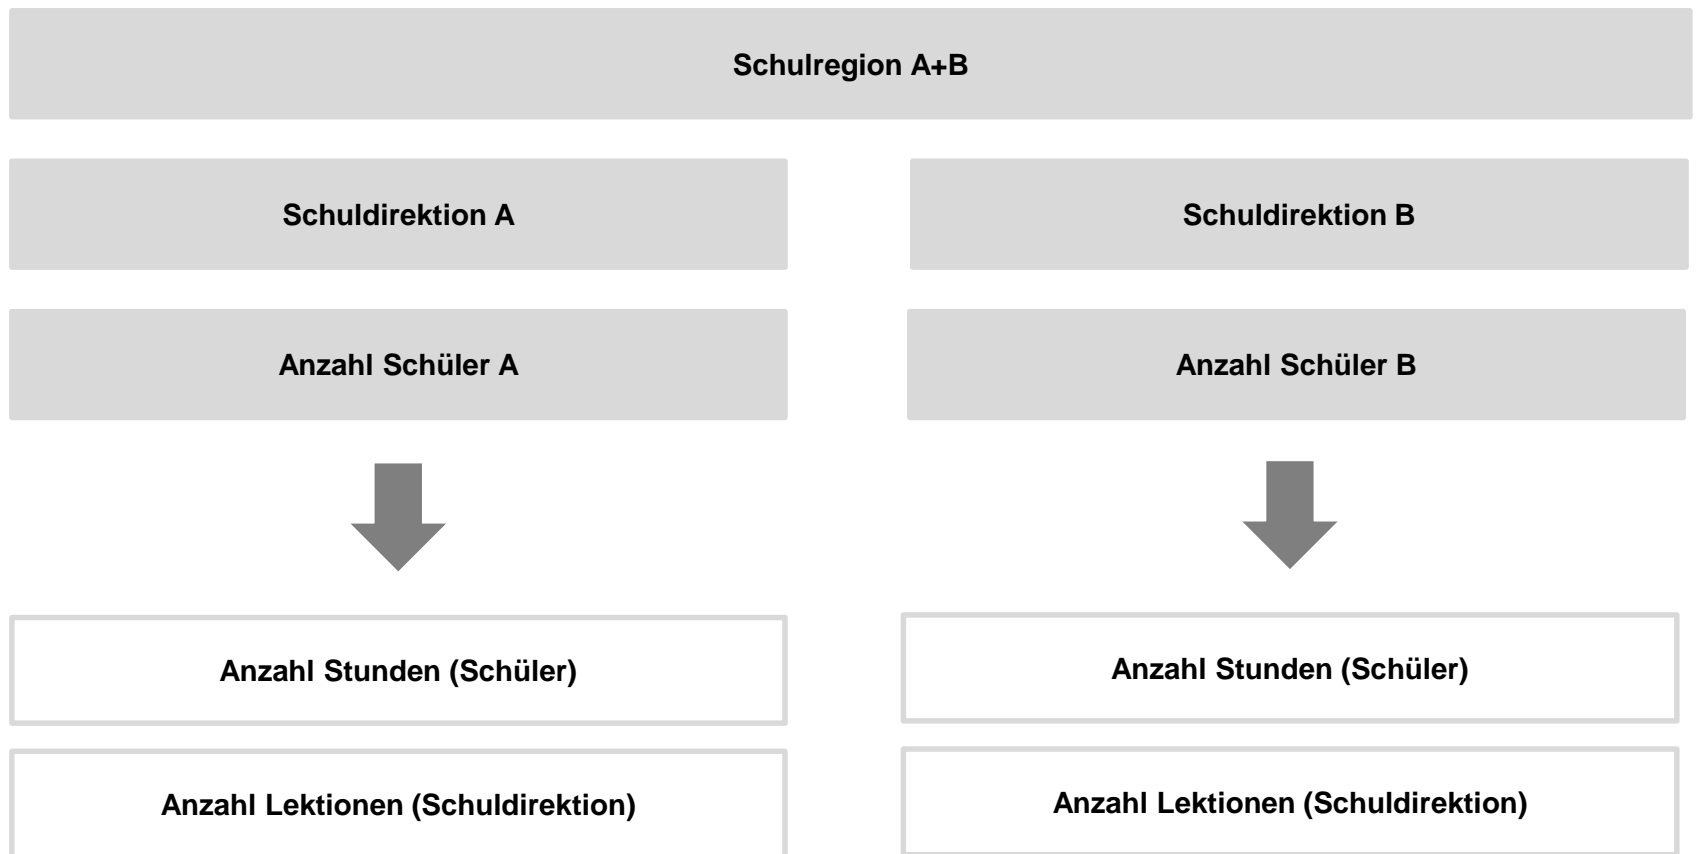 Schulregion A+B
Schuldirektion A
Schuldirektion B
Anzahl Schüler A
Anzahl Schüler B
Anzahl Stunden (Schüler)
Anzahl Stunden (Schüler)
Anzahl Lektionen (Schuldirektion)
Anzahl Lektionen (Schuldirektion)